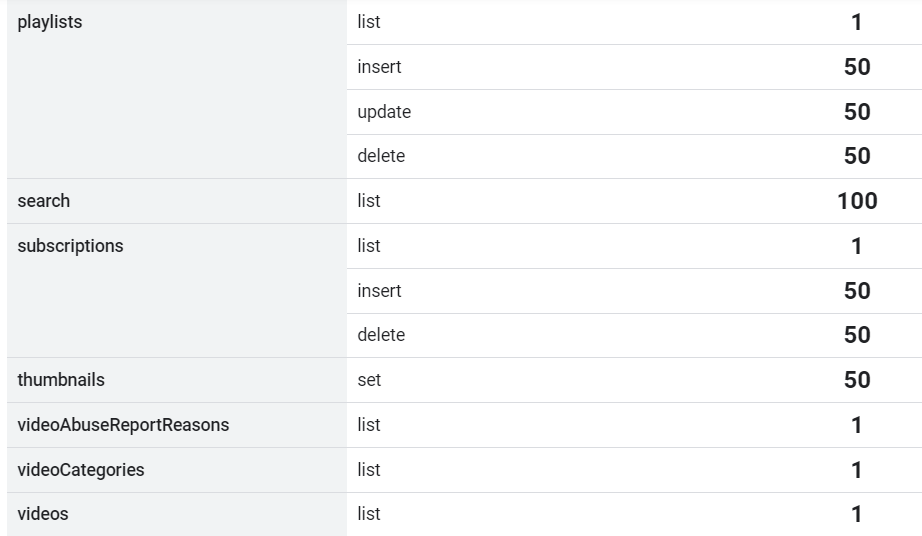 playlists list 1
insert 50
update 50
delete 50
search list 100
subscriptions list 1
insert 50
delete 50
thumbnails set 50
videoAbuseReportReasons list 1
videoCategories list 1
videos list 1